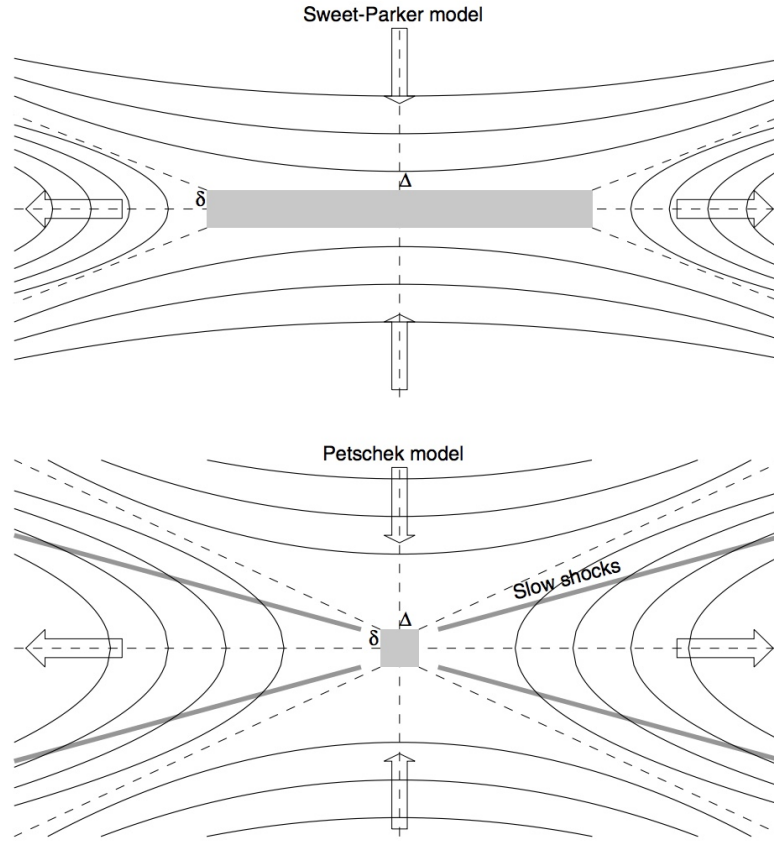 Sweet-Parker model
Δ
δ
Petschek model
Slow shocks
Δ
δ